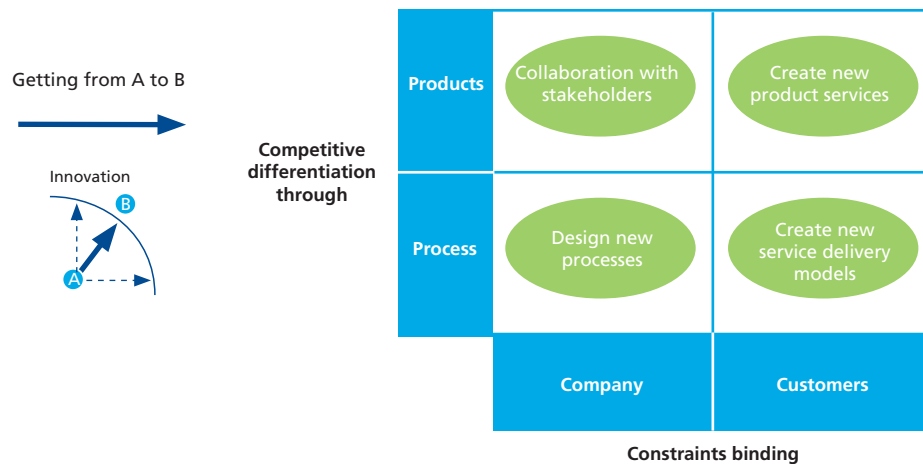 Getting from A to B
Innovation
B
A
Competitive
differentiation
through
Products
Collaboration with
stakeholders
Create new
product services
Process
Design new
processes
Create new
service delivery
models
Company
Customers
Constraints binding